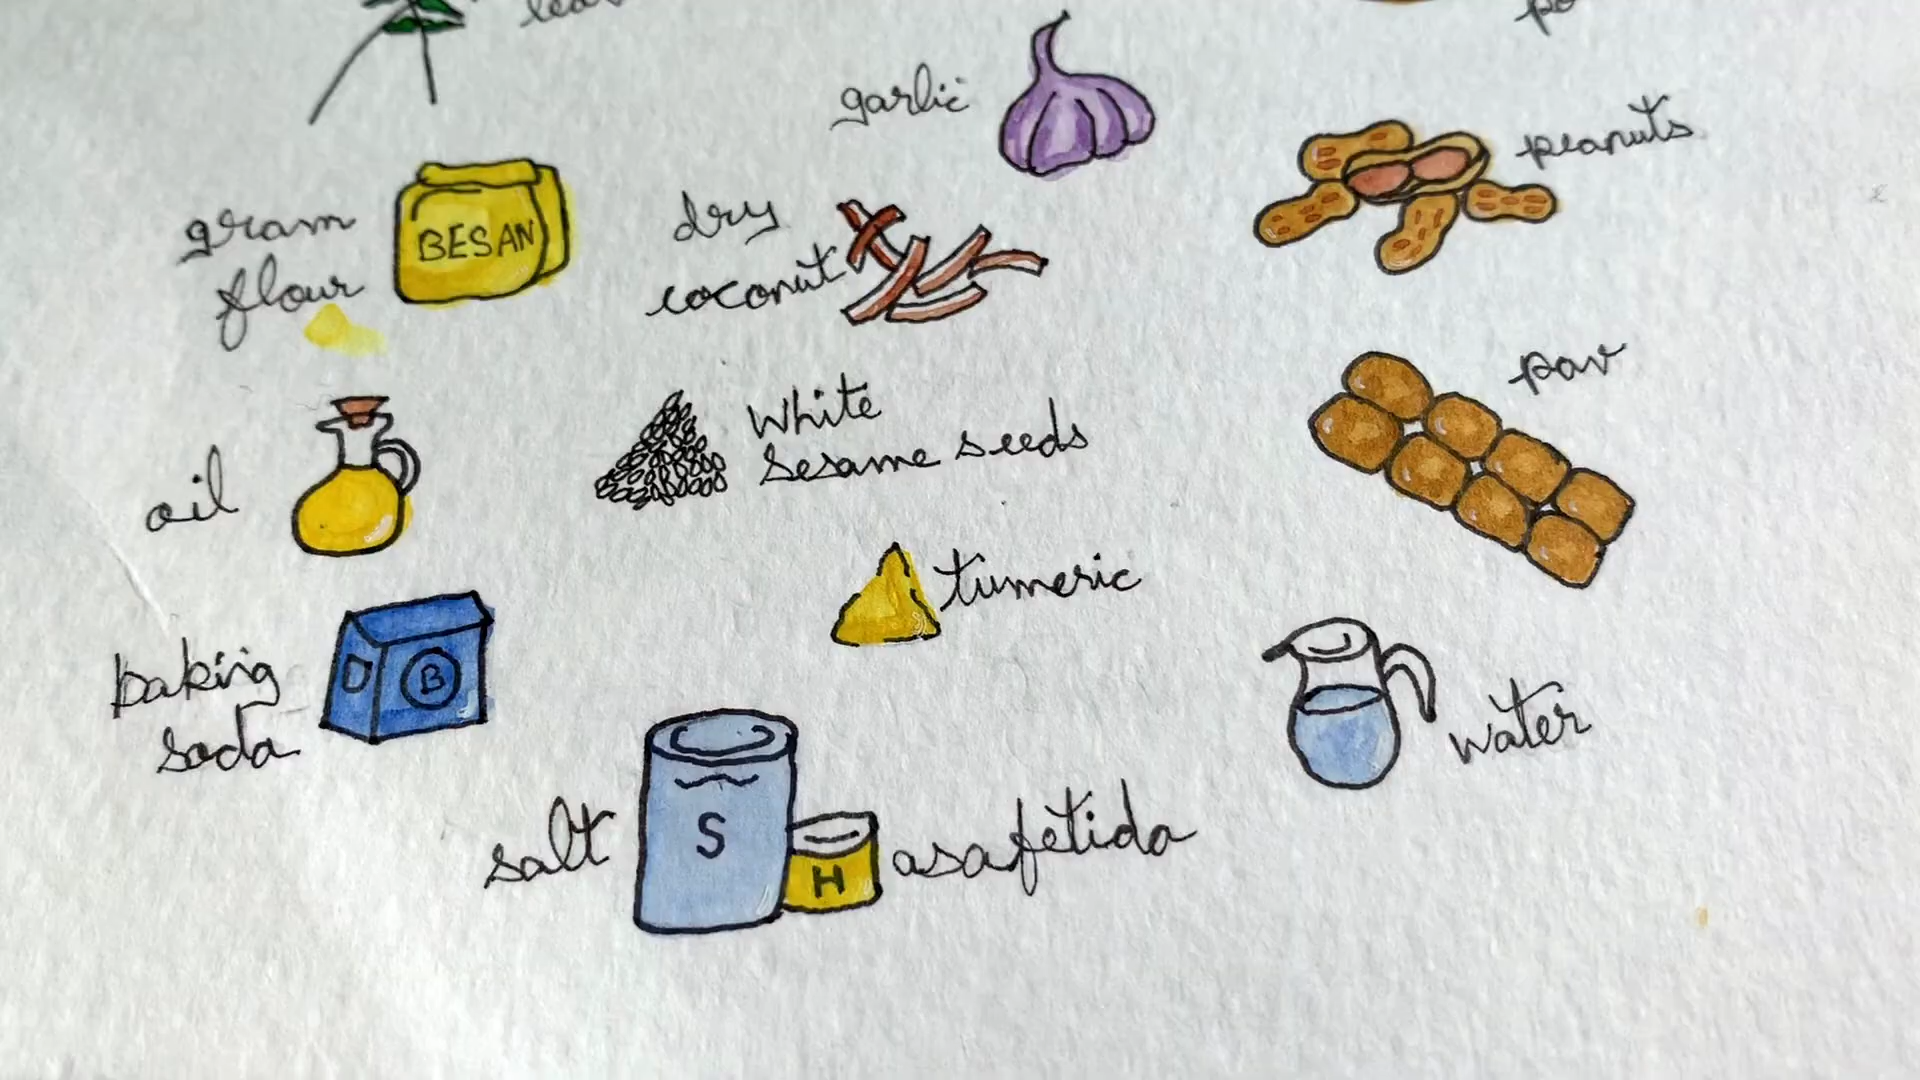 garlic
peanuts
gram
flour
BESAN
dry
coconut
pav
White
Sesame seeds
oil
tumeric
baking
soda
B
water
salt
S
H
asafetida